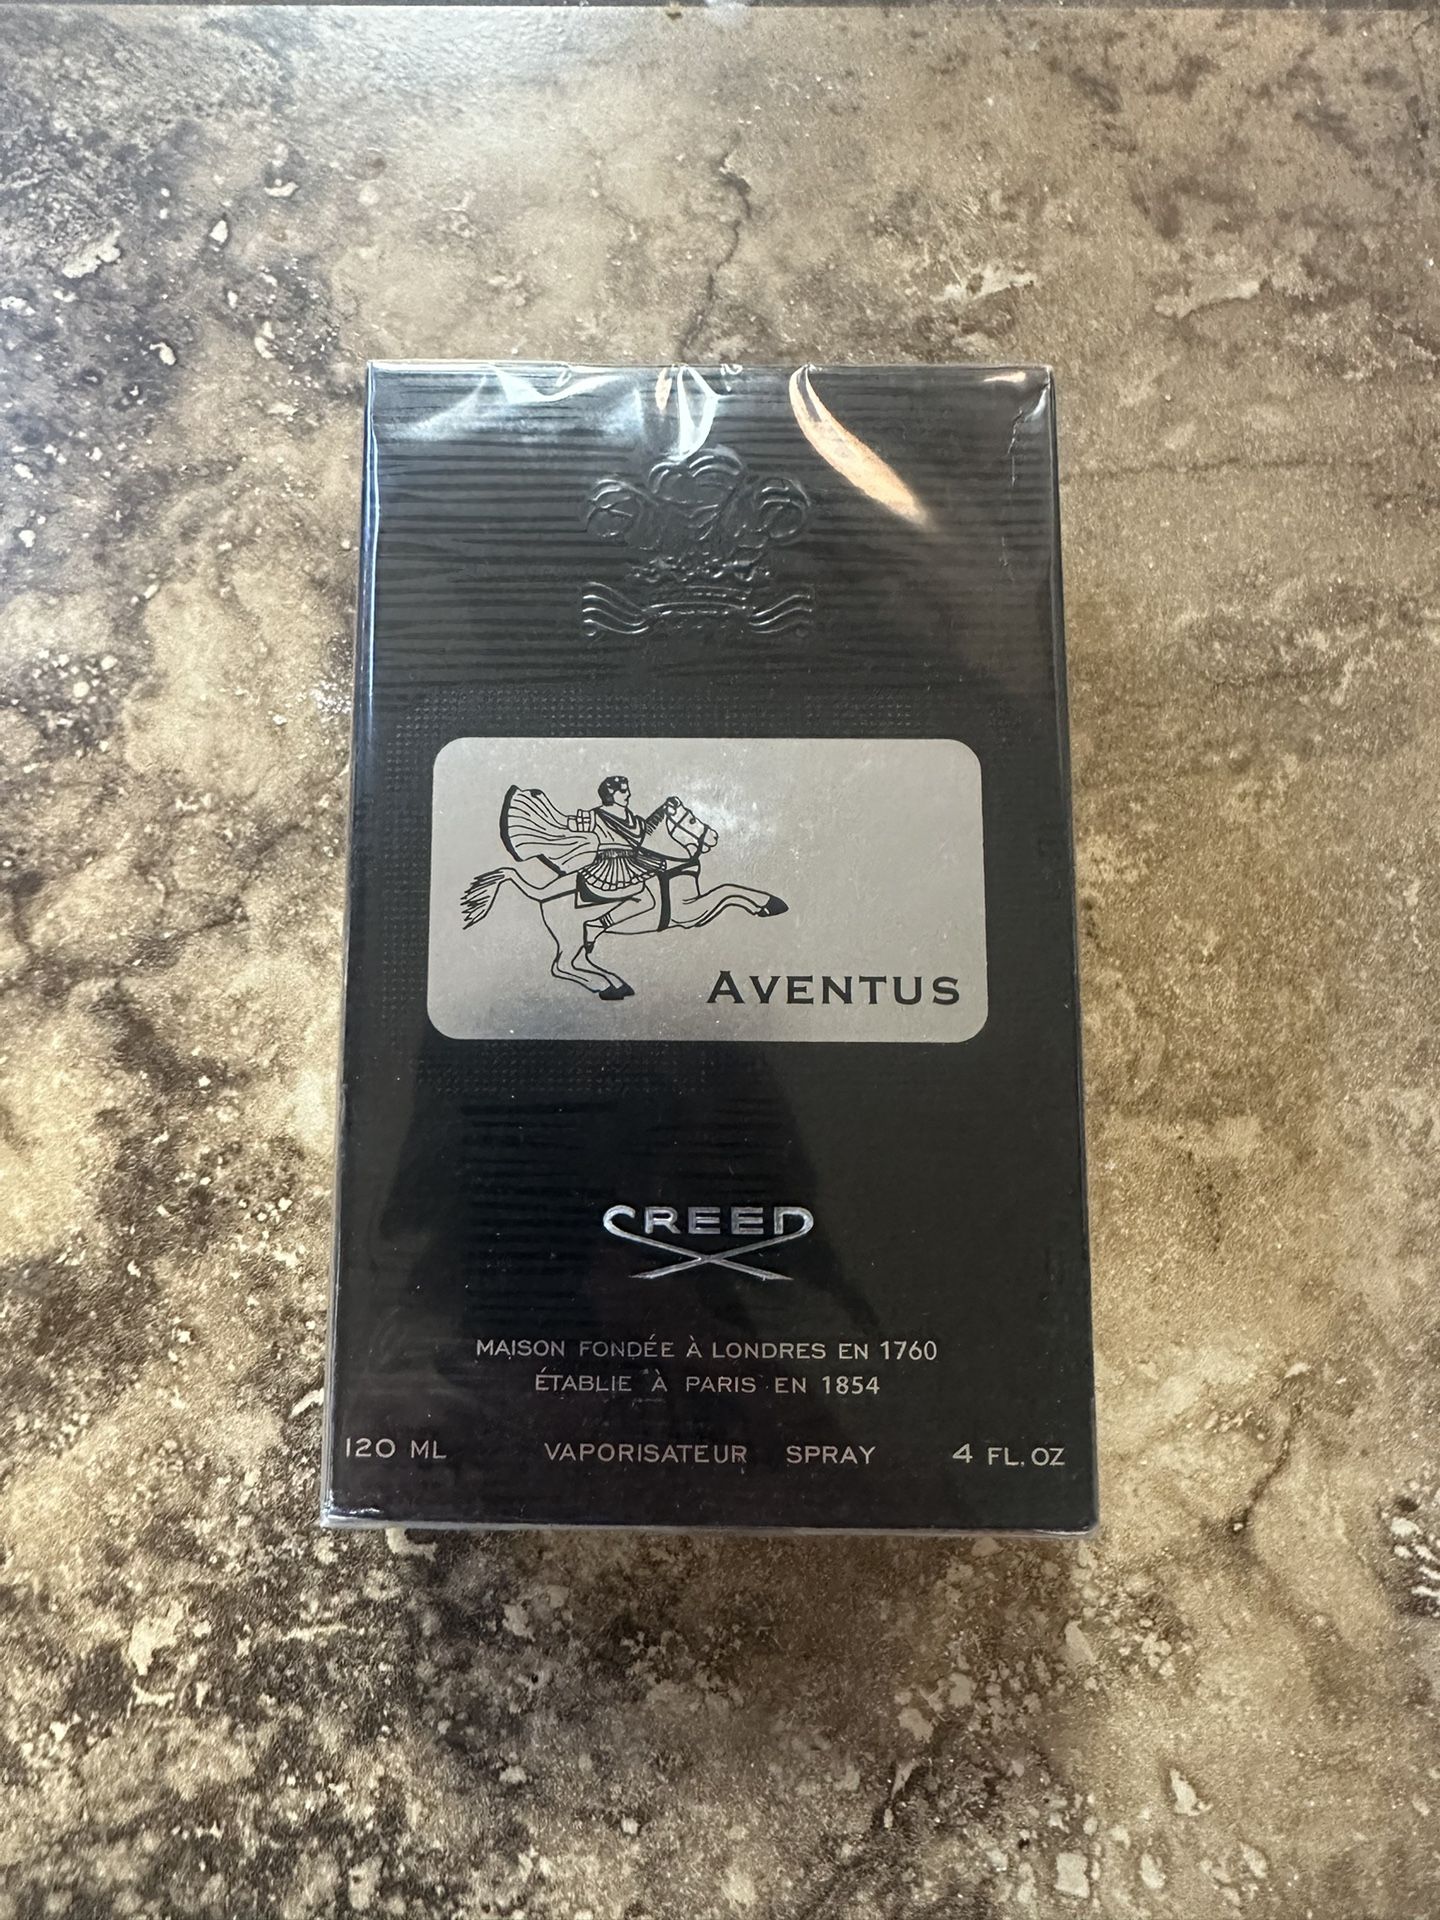 AVENTUS
CREED
MAISON FONDÉE À LONDRES EN 1760
ÉTABLIE À PARIS EN 1854
120 ML VAPORISATEUR SPRAY 4 FL. OZ